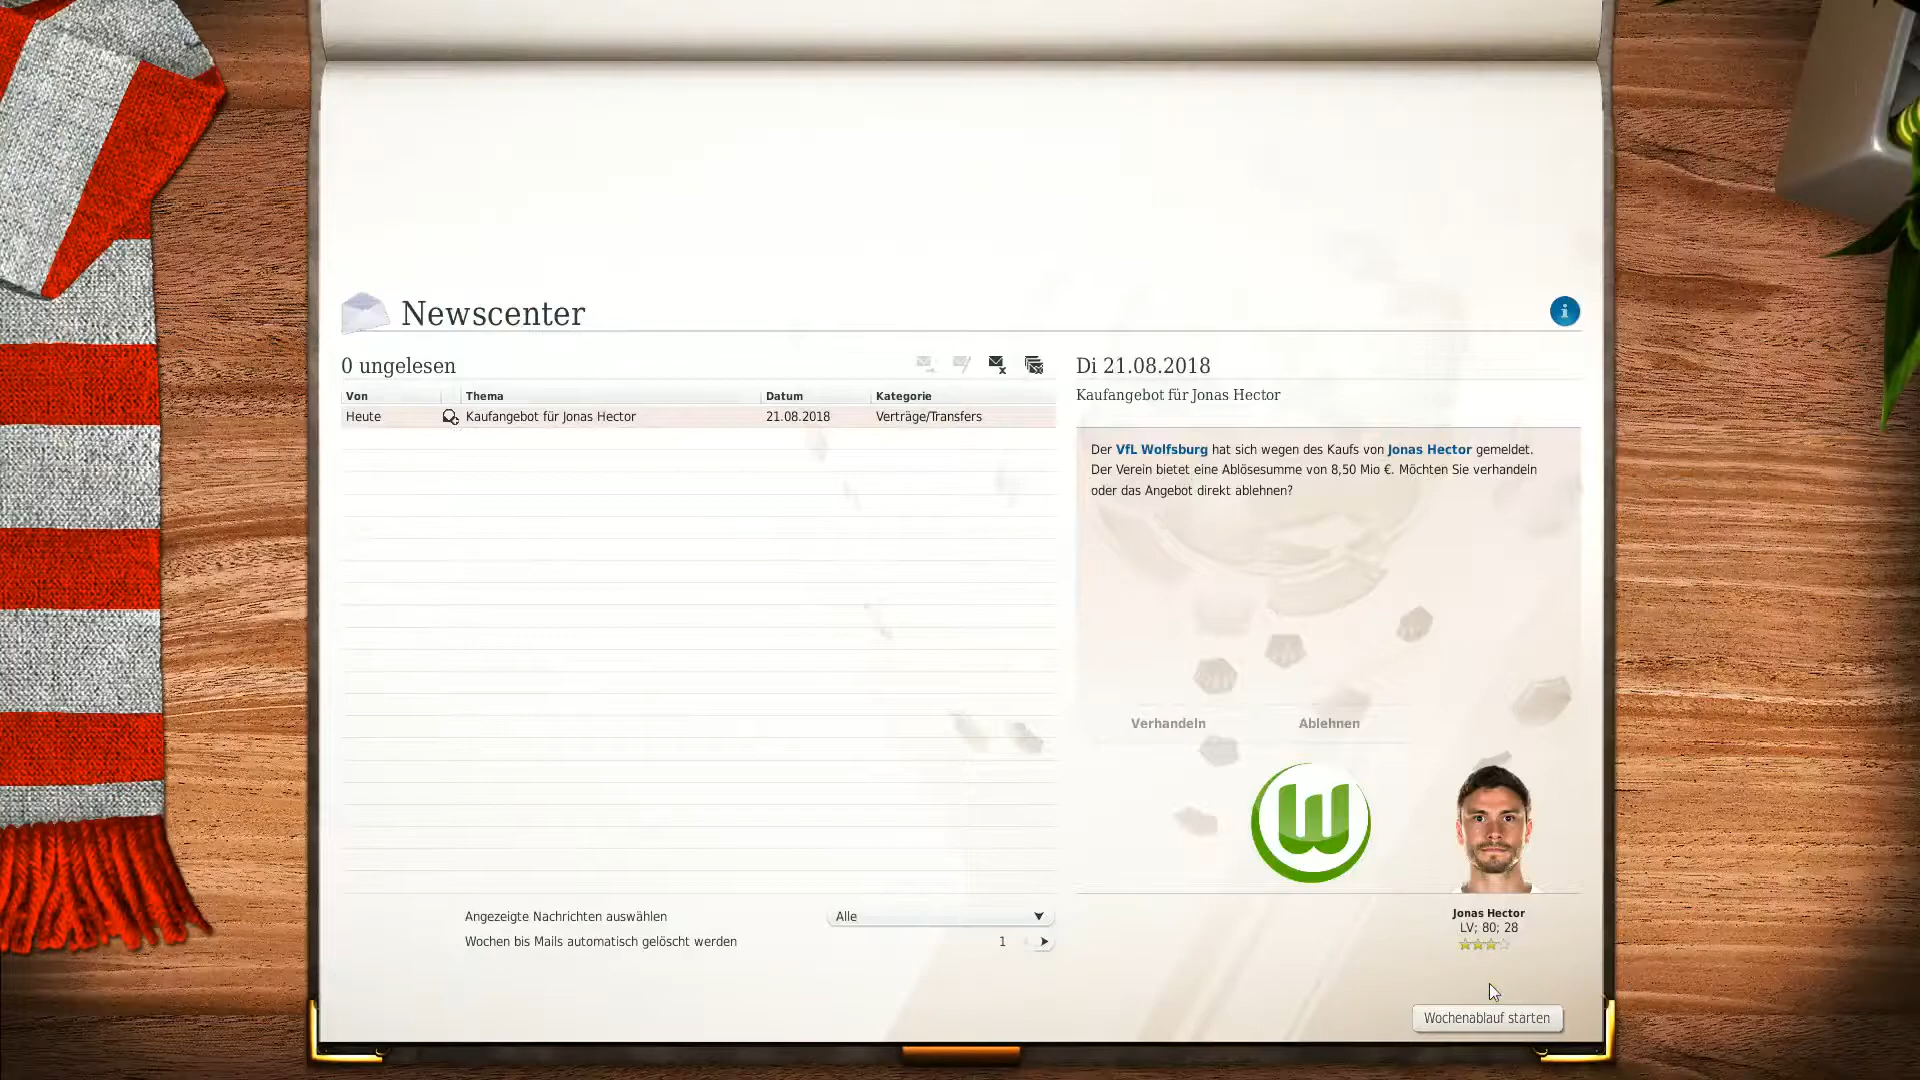 Newscenter
0 ungelesen
Von Thema Datum Kategorie
Heute Kaufangebot für Jonas Hector 21.08.2018 Verträge/Transfers
Angezeigte Nachrichten auswählen Alle
Wochen bis Mails automatisch gelöscht werden 1
Di 21.08.2018
Kaufangebot für Jonas Hector
Der VfL Wolfsburg hat sich wegen des Kaufs von Jonas Hector gemeldet.
Der Verein bietet eine Ablösesumme von 8,50 Mio €. Möchten Sie verhandeln
oder das Angebot direkt ablehnen?
Verhandeln Ablehnen
Jonas Hector
LV; 80; 28
Wochenablauf starten